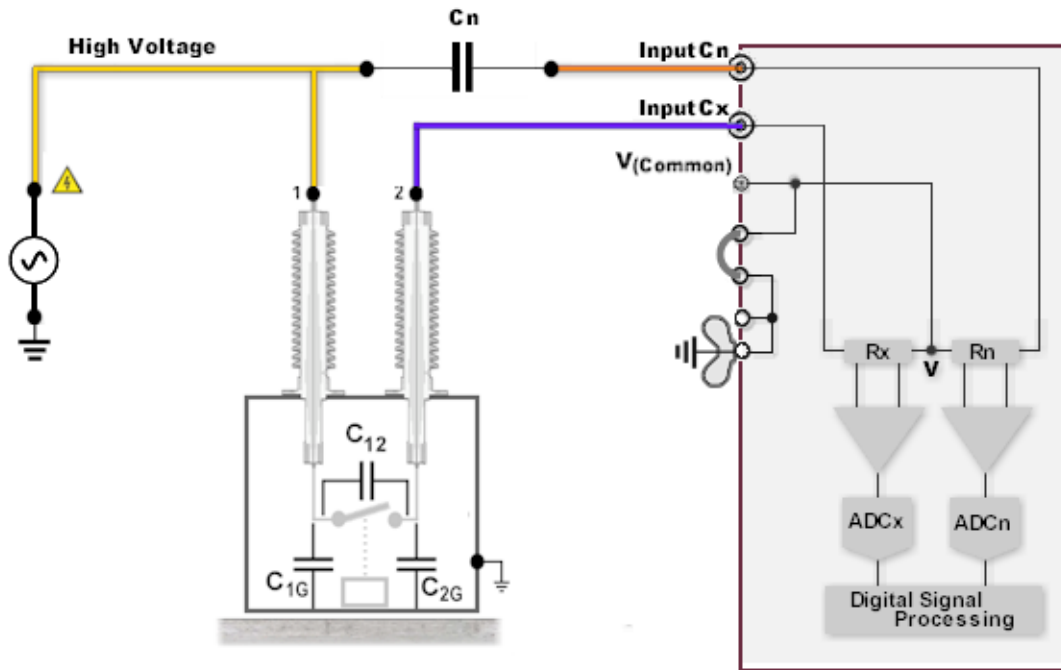 Cn
High Voltage
Input Cn
Input Cx
V(Common)
1
2
Rx
V
Rn
C12
ADCx
ADCn
C1G
C2G
Digital Signal
Processing